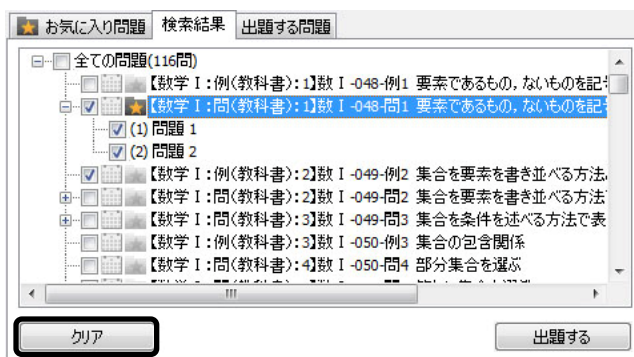 お気に入り問題 検索結果 出題する問題
全ての問題(116問)
【数学Ⅰ:例(教科書):1】数Ⅰ-048-例1 要素であるもの,ないものを記
【数学Ⅰ:問(教科書):1】数Ⅰ-048-問1 要素であるもの,ないものを記
(1) 問題 1
(2) 問題 2
【数学Ⅰ:例(教科書):2】数Ⅰ-049-例2 集合を要素を書き並べる方法
【数学Ⅰ:問(教科書):2】数Ⅰ-049-問2 集合を要素を書き並べる方法
【数学Ⅰ:問(教科書):3】数Ⅰ-049-問3 集合を条件を述べる方法で表
【数学Ⅰ:例(教科書):3】数Ⅰ-050-例3 集合の包含関係
【数学Ⅰ:問(教科書):4】数Ⅰ-050-問4 部分集合を選ぶ
クリア 出題する